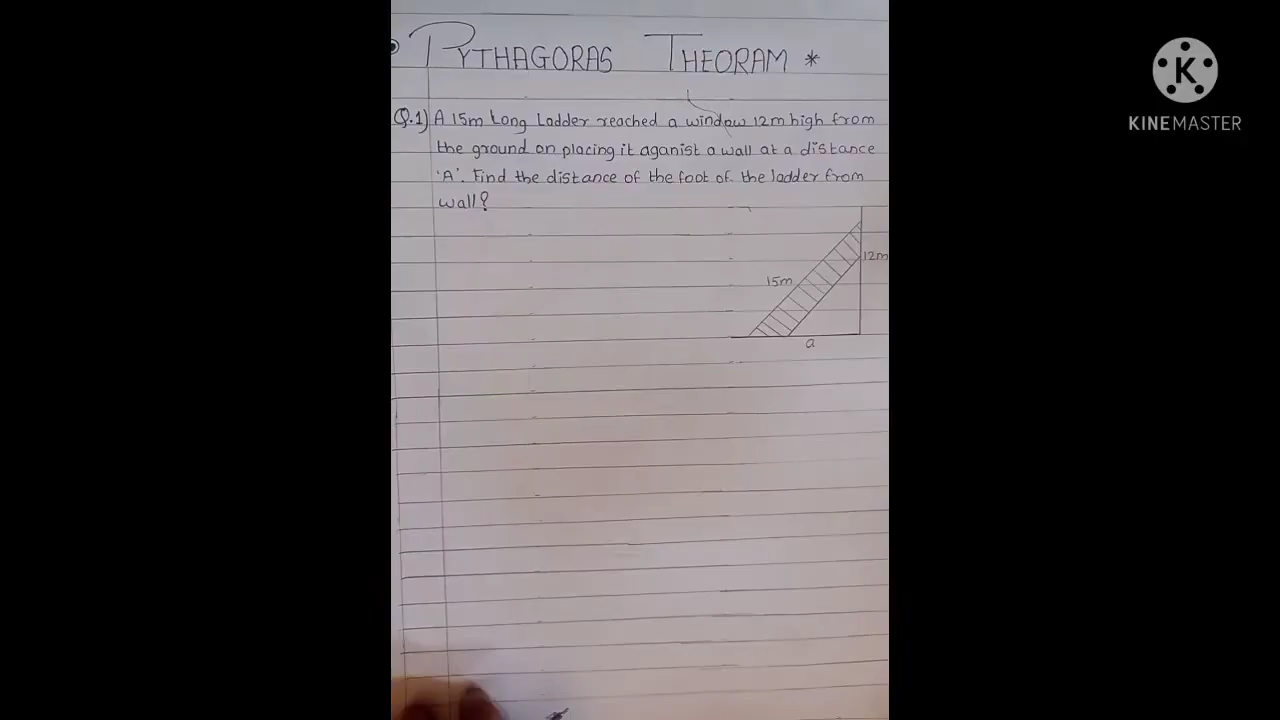 PYTHAGORAS THEORAM *
Q.1) A 15m Long Ladder reached a window 12m high from
the ground on placing it aganist a wall at a distance
'A'. Find the distance of the foot of the ladder from
wall?
12m
15m
a
K
KINEMASTER